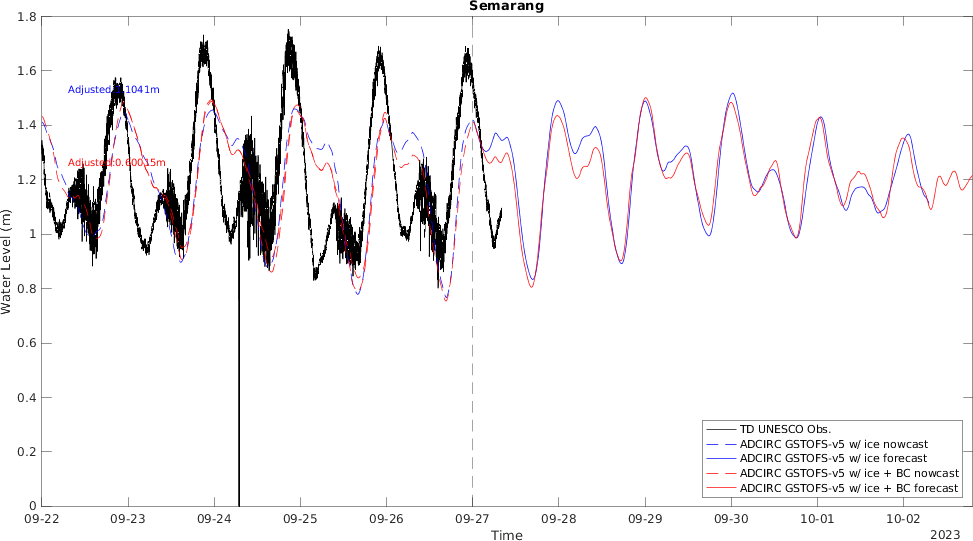 Semarang
1.8
1.6
1.4
1.2
1
0.8
0.6
0.4
0.2
0
Water Level (m)
Adjusted:
1041m
Adjusted:0.60015m
09-22
09-23
09-24
09-25
09-26
09-27
09-28
09-29
09-30
10-01
10-02
Time
2023
TD UNESCO Obs.
ADCIRC GSTOFS-v5 w/ ice nowcast
ADCIRC GSTOFS-v5 w/ ice forecast
ADCIRC GSTOFS-v5 w/ ice + BC nowcast
ADCIRC GSTOFS-v5 w/ ice + BC forecast